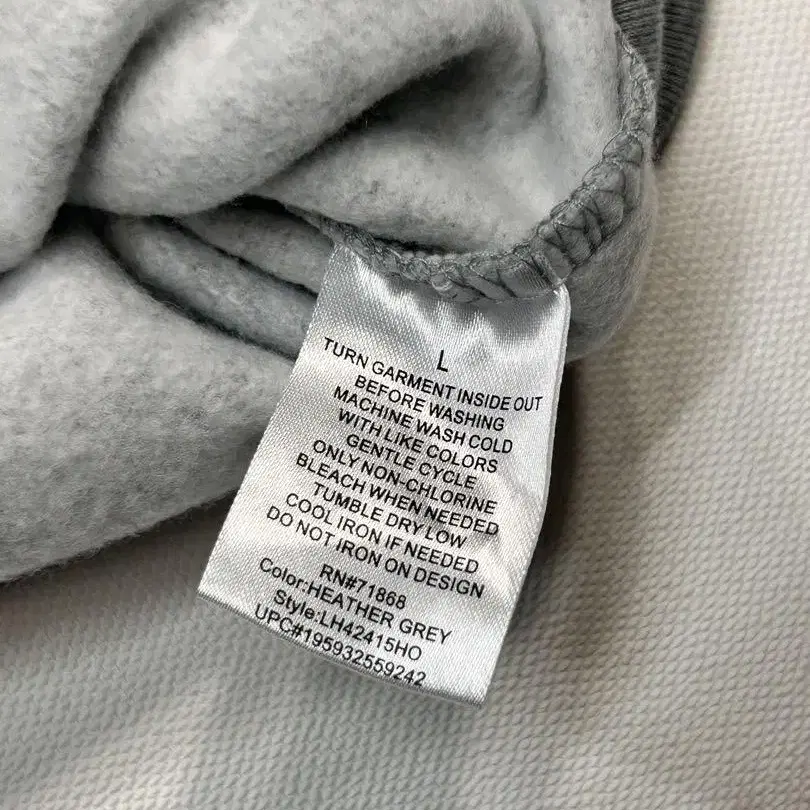 L
TURN GARMENT INSIDE OUT
BEFORE WASHING
MACHINE WASH COLD
WITH LIKE COLORS
GENTLE CYCLE
ONLY NON-CHLORINE
BLEACH WHEN NEEDED
TUMBLE DRY LOW
COOL IRON IF NEEDED
DO NOT IRON ON DESIGN
RN#71868
Color:HEATHER GREY
Style:LH42415HO
UPC#195932559242